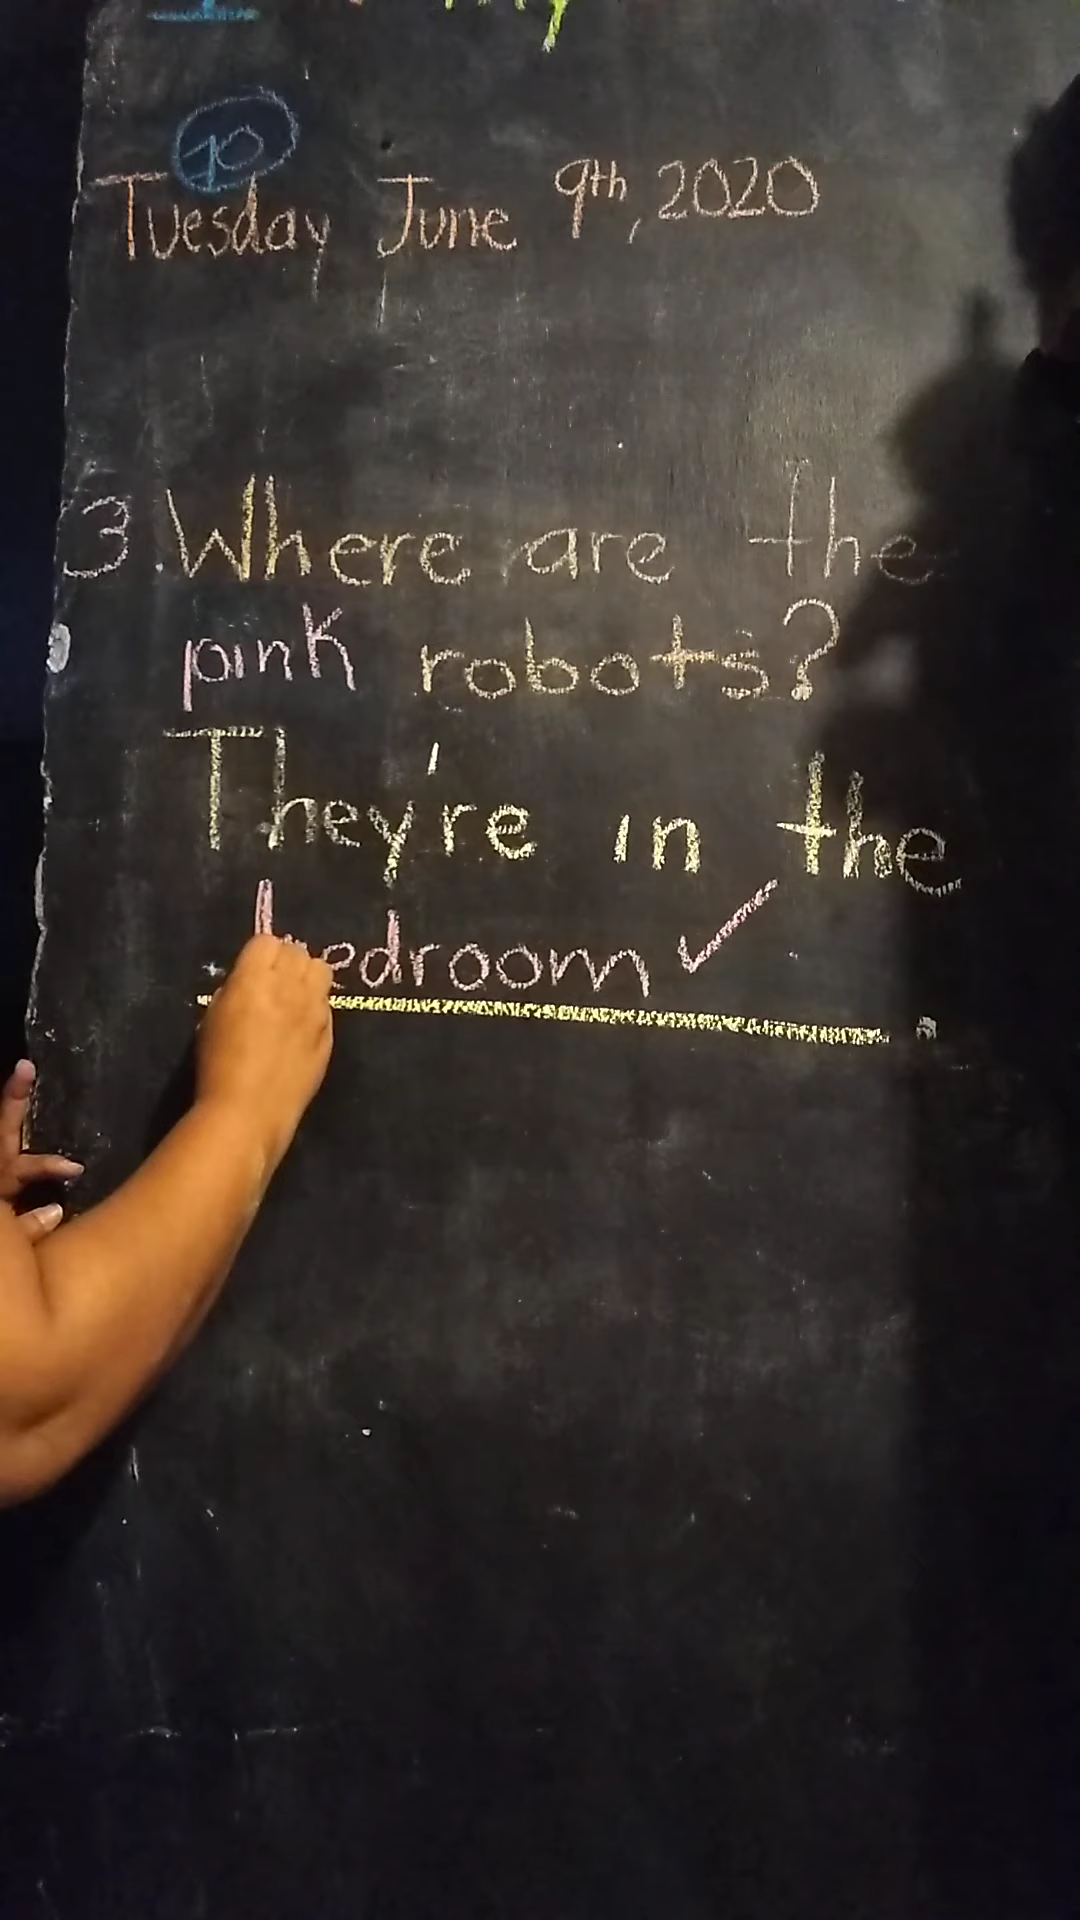 10
Tuesday June 9th, 2020
3. Where are the
pink robots?
They're in the
bedroom ✓ .